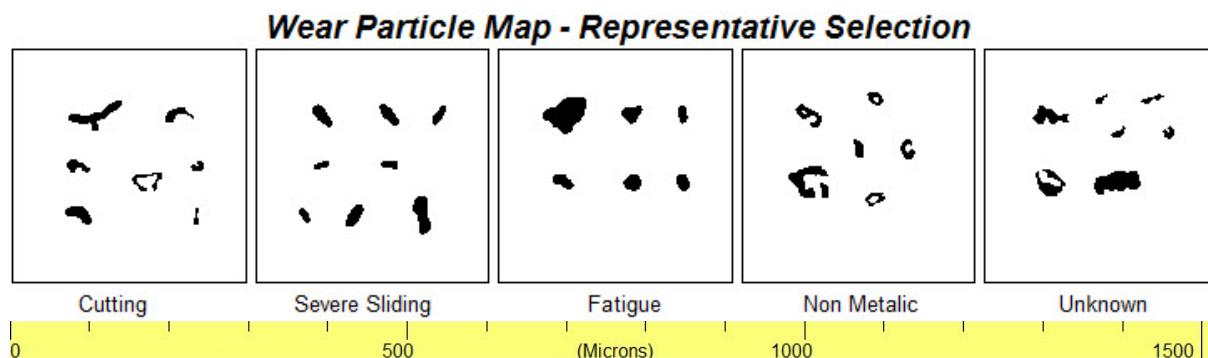 Wear Particle Map - Representative Selection
Cutting Severe Sliding Fatigue Non Metalic Unknown
0 500 (Microns) 1000 1500